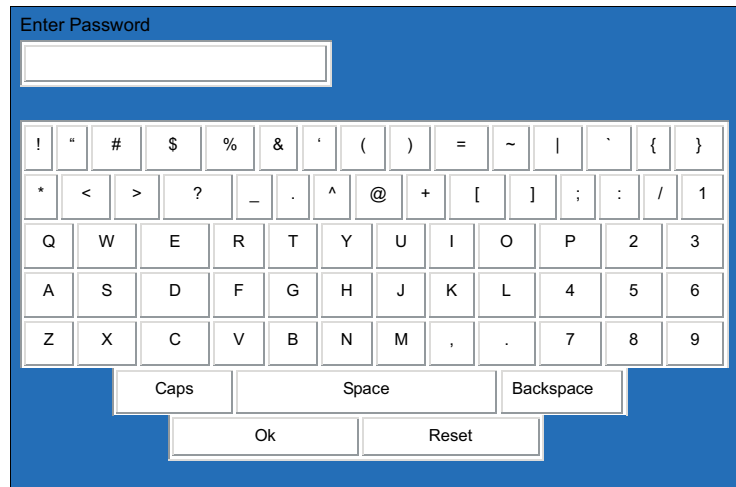 Enter Password
! “ # $ % & ‘ ( ) = ~ | ` { }
* < > ? _ . ^ @ + [ ] ; : / 1
Q W E R T Y U I O P 2 3
A S D F G H J K L 4 5 6
Z X C V B N M , . 7 8 9
Caps Space Backspace
Ok Reset